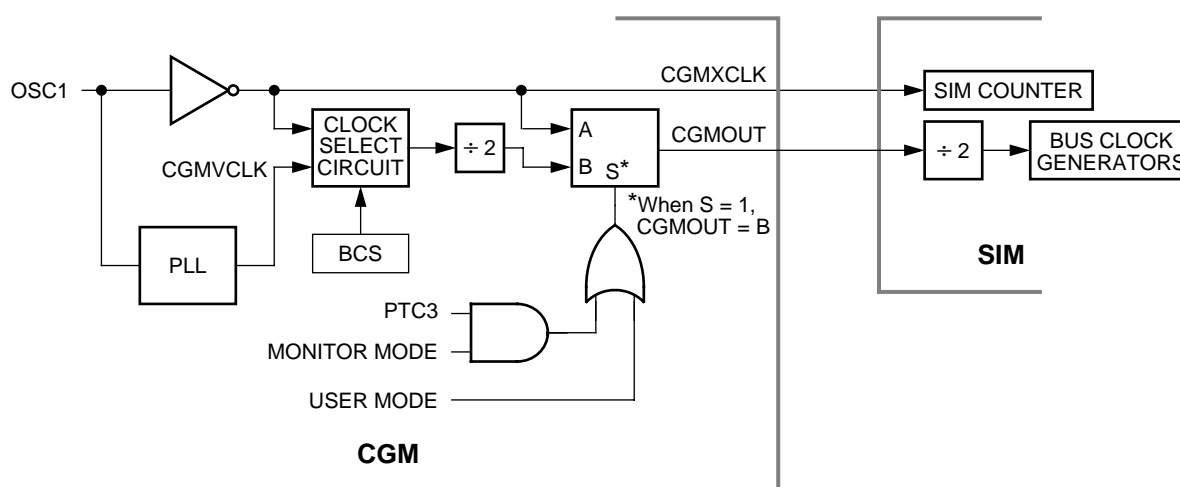 OSC1
CGMXCLK
SIM COUNTER
CLOCK
SELECT
CIRCUIT
÷ 2
A
B
S*
CGMOUT
÷ 2
BUS CLOCK
GENERATORS
CGMVCLK
*When S = 1,
CGMOUT = B
PLL
BCS
SIM
PTC3
MONITOR MODE
USER MODE
CGM